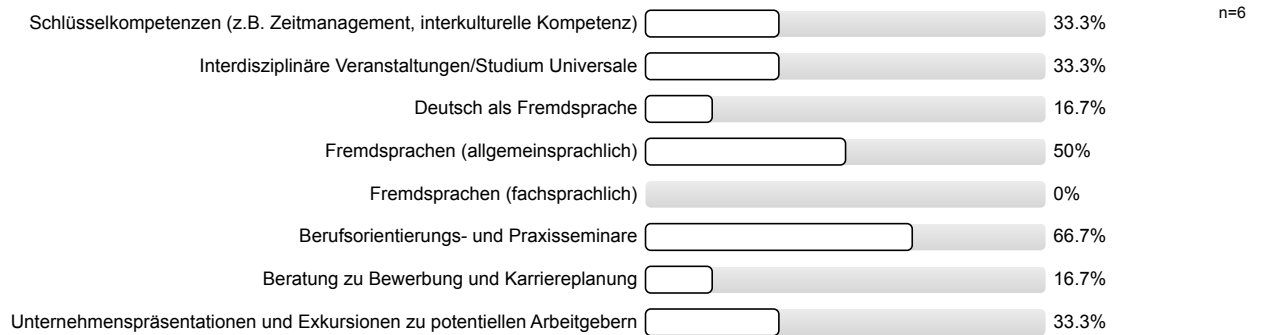 Schlüsselkompetenzen (z.B. Zeitmanagement, interkulturelle Kompetenz) 33.3% n=6
Interdisziplinäre Veranstaltungen/Studium Universale 33.3%
Deutsch als Fremdsprache 16.7%
Fremdsprachen (allgemeinsprachlich) 50%
Fremdsprachen (fachsprachlich) 0%
Berufsorientierungs- und Praxisseminare 66.7%
Beratung zu Bewerbung und Karriereplanung 16.7%
Unternehmenspräsentationen und Exkursionen zu potentiellen Arbeitgebern 33.3%